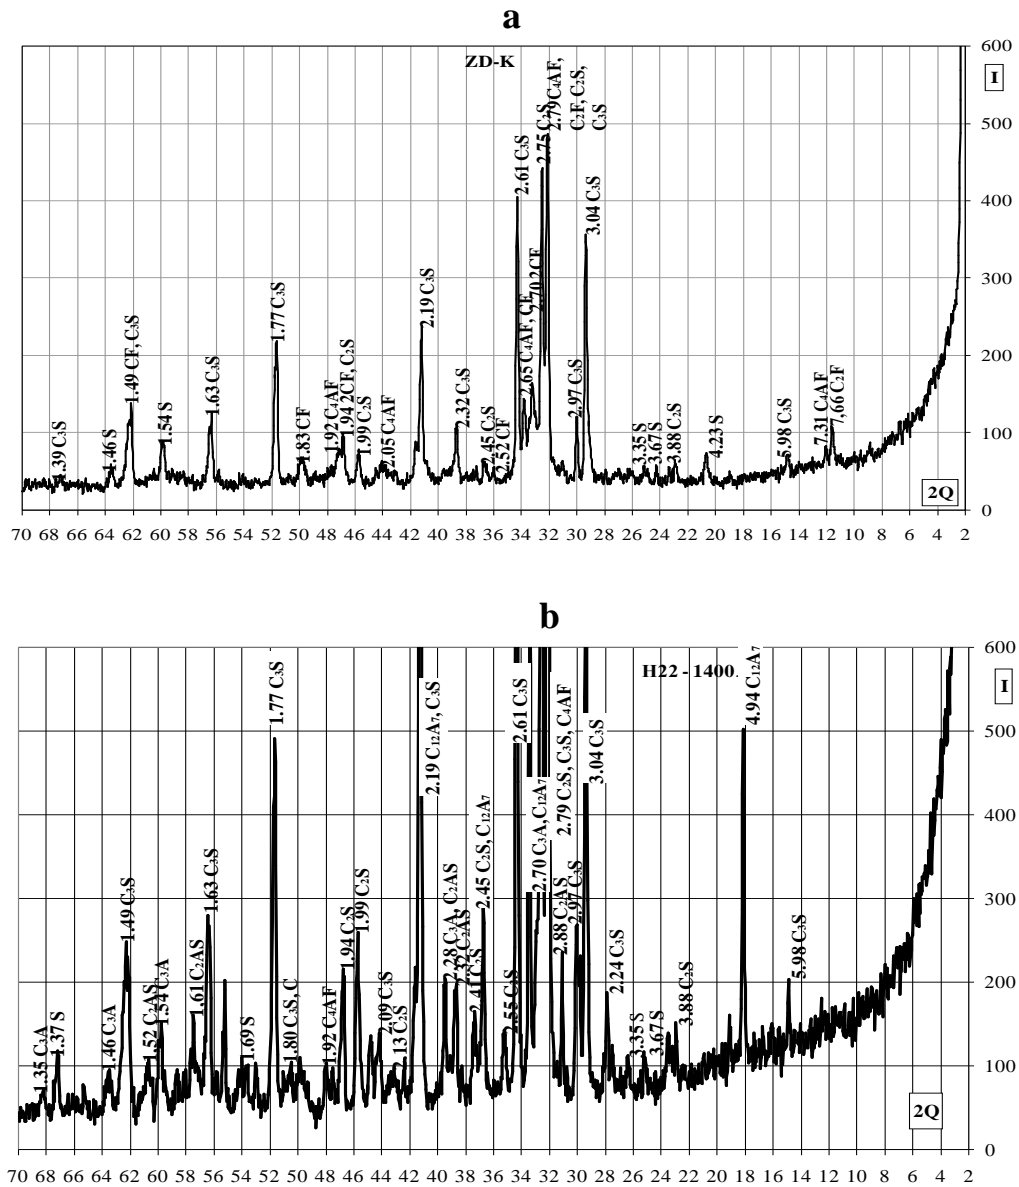 a
ZD-K
I
600
500
400
300
200
100
0
.39 C₃S
1.46 S
1.49 CF, C₃S
1.54 S
1.63 C₃S
1.77 C₃S
1.83 CF
1.92 C₄AF
1.94 2CF, C₂S
1.99 C₂S
2.05 C₄AF
2.19 C₃S
2.32 C₃S
2.45 C₂S
2.52 CF
2.61 C₃S
2.65 C₄AF, CF
2.70 2CF
2.75 C₂S
2.79 C₄AF,
C₂F, C₂S,
C₃S
2.97 C₃S
3.04 C₃S
3.35 S
3.67 S
3.88 C₂S
4.23 S
5.98 C₃S
7.31 C₄AF
7,66 C₂F
2Q
70 68 66 64 62 60 58 56 54 52 50 48 46 44 42 40 38 36 34 32 30 28 26 24 22 20 18 16 14 12 10 8 6 4 2
b
H22 - 1400.
I
600
500
400
300
200
100
0
1.35 C₃A
1.37 S
1.46 C₃A
1.49 C₃S
1.52 C₂AS
1.54 C₃A
1.61 C₂AS
1.63 C₃S
1.69 S
1.77 C₃S
1.80 C₃S, C
1.92 C₄AF
1.94 C₂S
1.99 C₂S
2.09 C₃S
2.13 C₂S
2.19 C₁₂A₇, C₃S
2.28 C₃A, C₂AS
2.32 C₂AS
2.41 C₂S
2.45 C₂S, C₁₂A₇
2.55 C₃S
2.61 C₃S
2.70 C₃A, C₁₂A₇
2.79 C₂S, C₃S, C₄AF
2.88 C₂AS
2.97 C₃S
3.04 C₃S
2.24 C₃S
3.35 S
3.67 S
3.88 C₂S
4.94 C₁₂A₇
5.98 C₃S
2Q
70 68 66 64 62 60 58 56 54 52 50 48 46 44 42 40 38 36 34 32 30 28 26 24 22 20 18 16 14 12 10 8 6 4 2